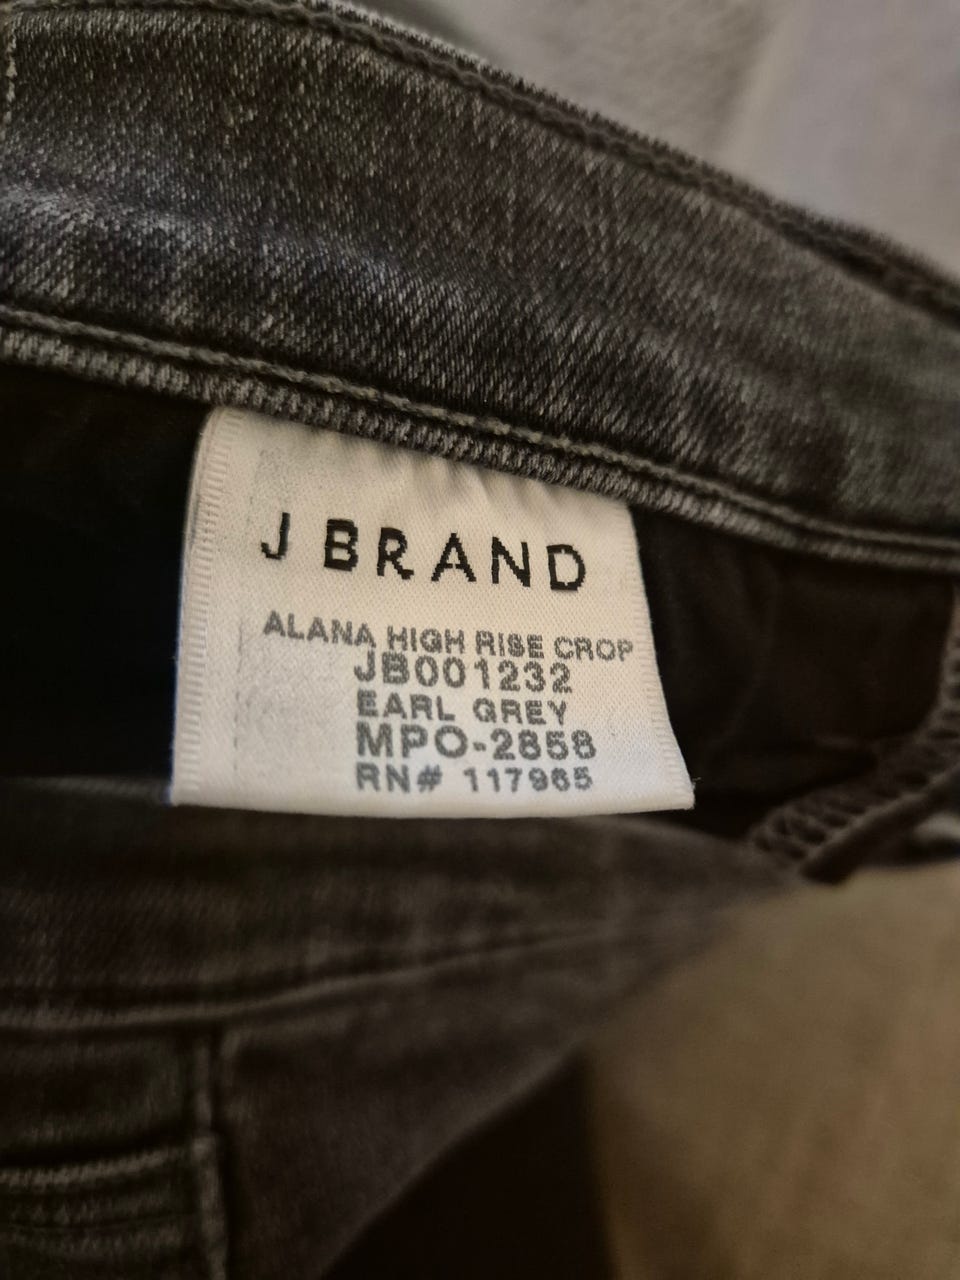 J BRAND
ALANA HIGH RISE CROP
JB001232
EARL GREY
MPO-2858
RN# 117965